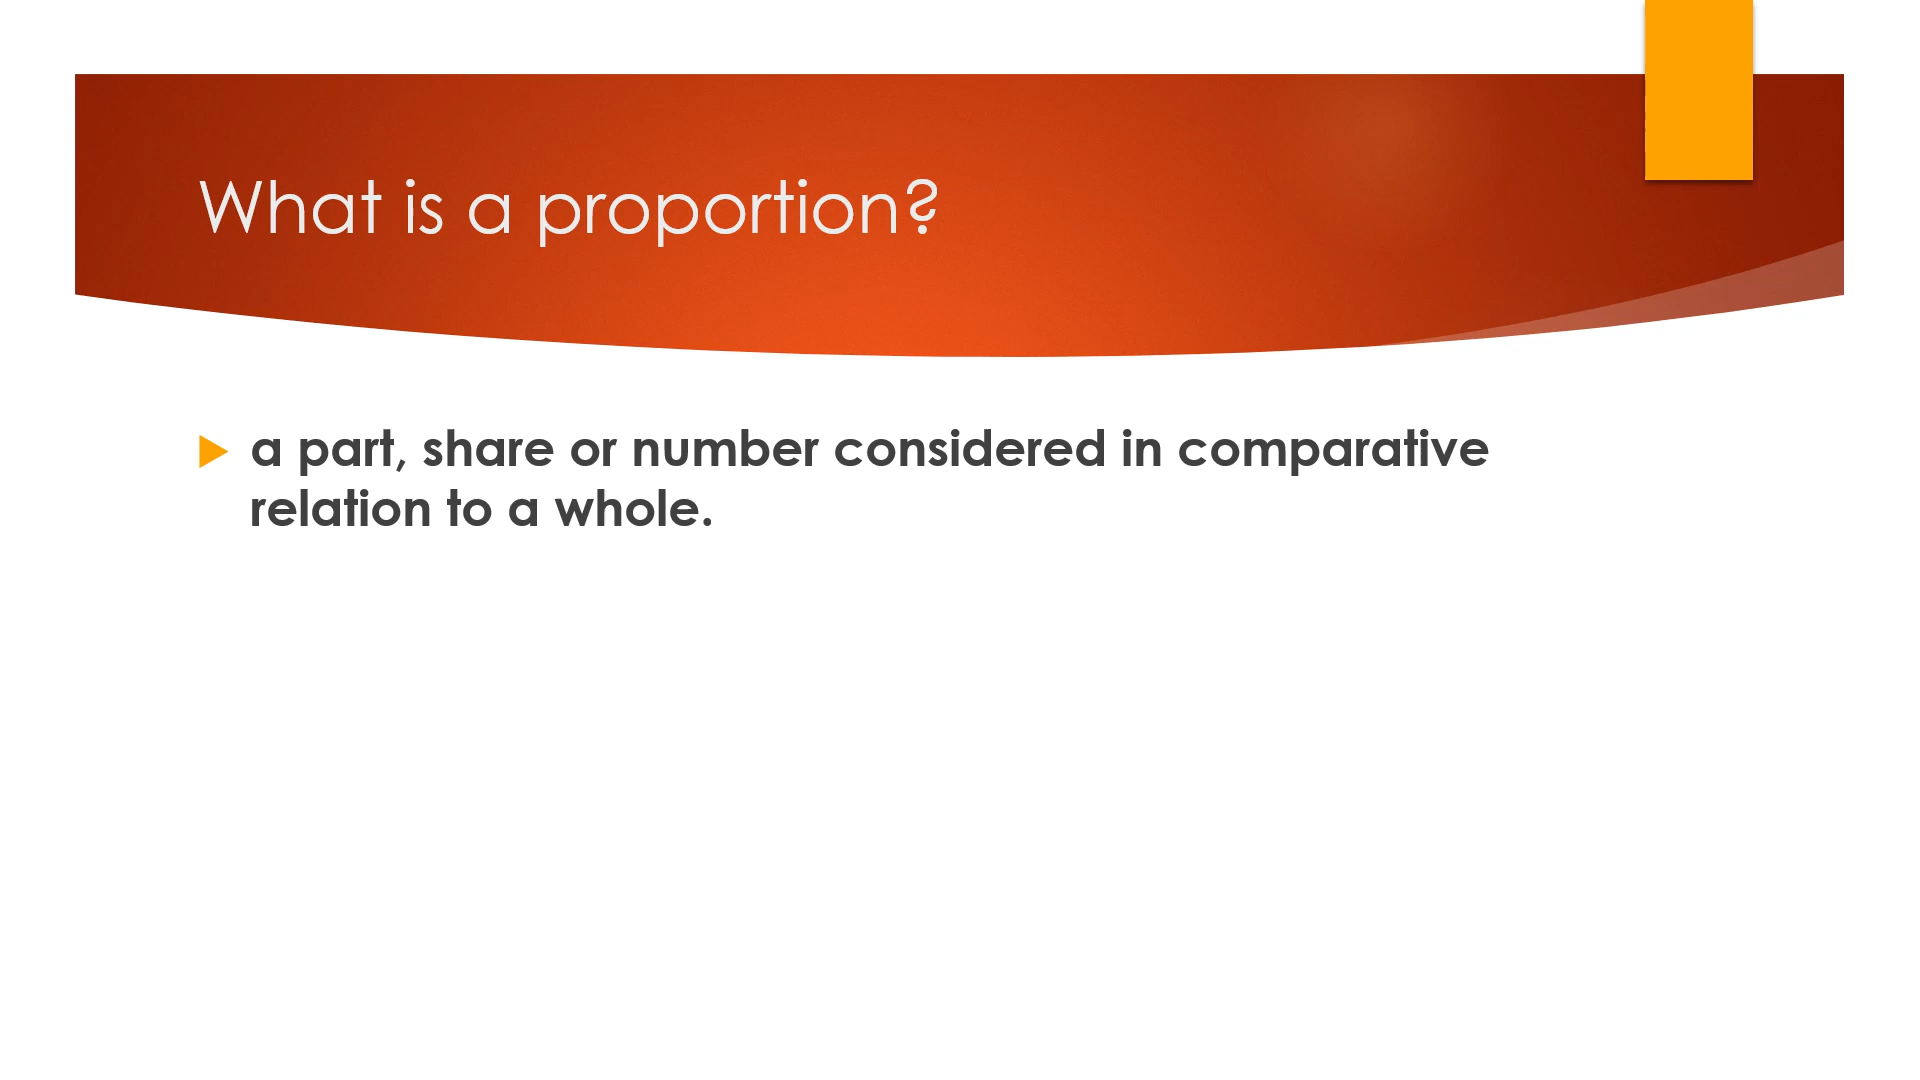 What is a proportion?
a part, share or number considered in comparative
relation to a whole.